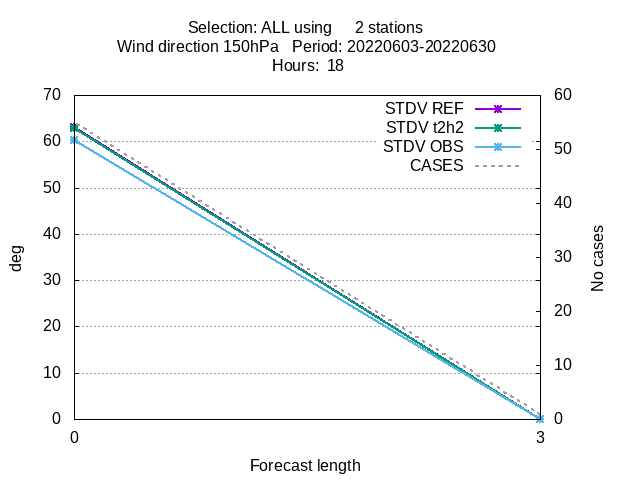 Selection: ALL using 2 stations
Wind direction 150hPa Period: 20220603-20220630
Hours: 18
70
60
50
40
30
20
10
0
deg
STDV REF
STDV t2h2
STDV OBS
CASES
60
50
40
30
20
10
0
No cases
0
3
Forecast length